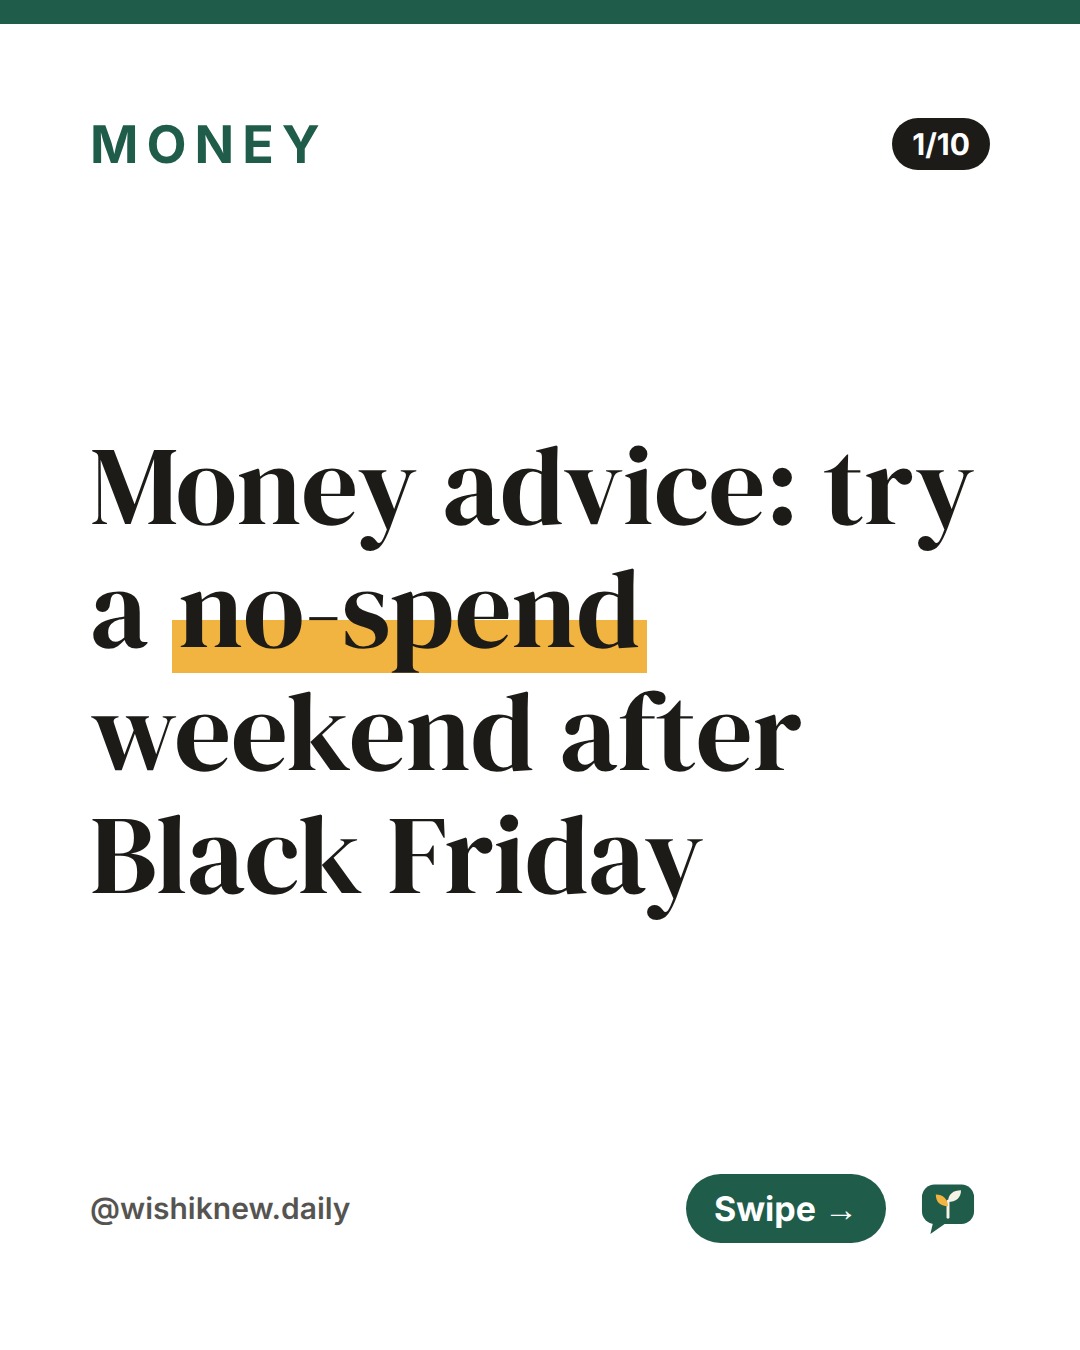 MONEY
1/10
Money advice: try
a no-spend
weekend after
Black Friday
@wishiknew.daily
Swipe →